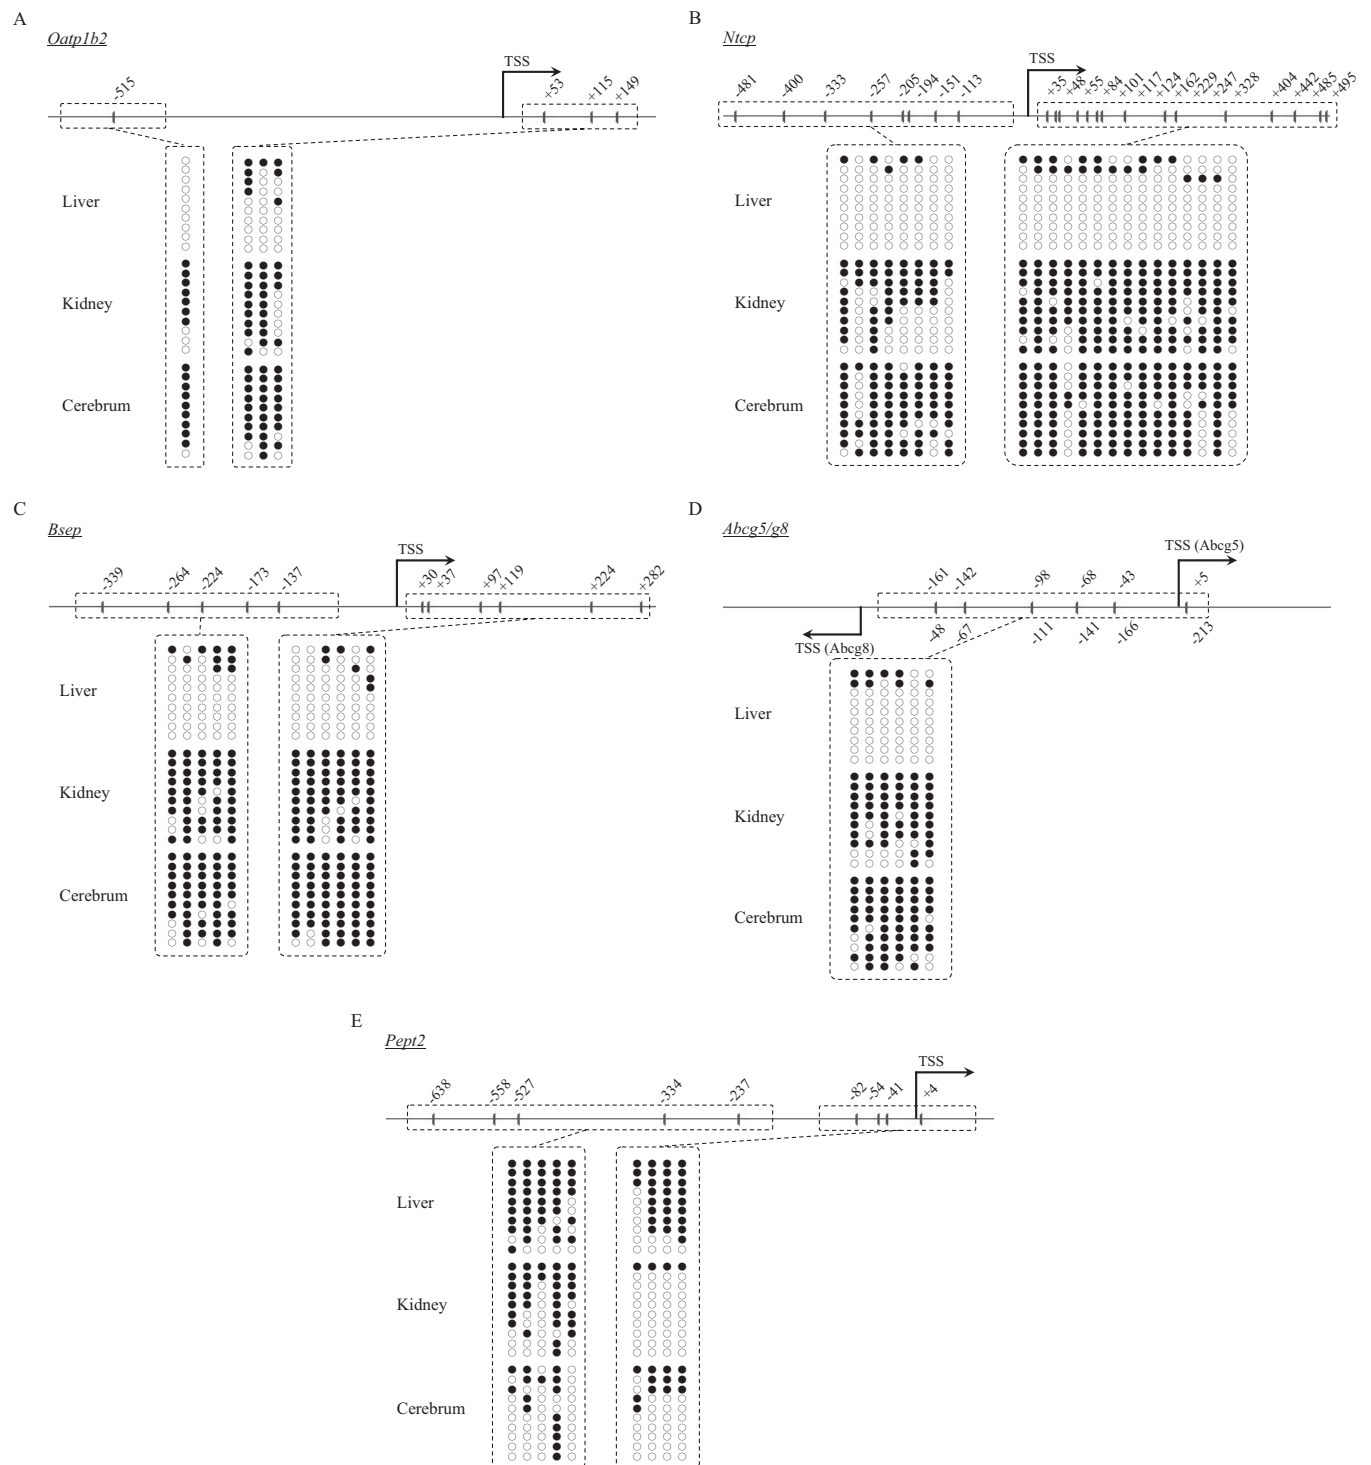 A
Oatp1b2
TSS
-515
+53
+115
+149
Liver
Kidney
Cerebrum
B
Ntcp
TSS
-481
-400
-333
-257
-205
-194
-151
-113
+35
+48
+55
+84
+101
+117
+124
+162
+229
+247
+328
+404
+442
+485
+495
Liver
Kidney
Cerebrum
C
Bsep
TSS
-339
-264
-224
-173
-137
+30
+37
+97
+119
+224
+282
Liver
Kidney
Cerebrum
D
Abcg5/g8
TSS (Abcg5)
-161
-142
-98
-68
-43
+5
-48
-67
-111
-141
-166
-213
TSS (Abcg8)
Liver
Kidney
Cerebrum
E
Pept2
TSS
-638
-558
-527
-334
-237
-82
-54
-41
+4
Liver
Kidney
Cerebrum